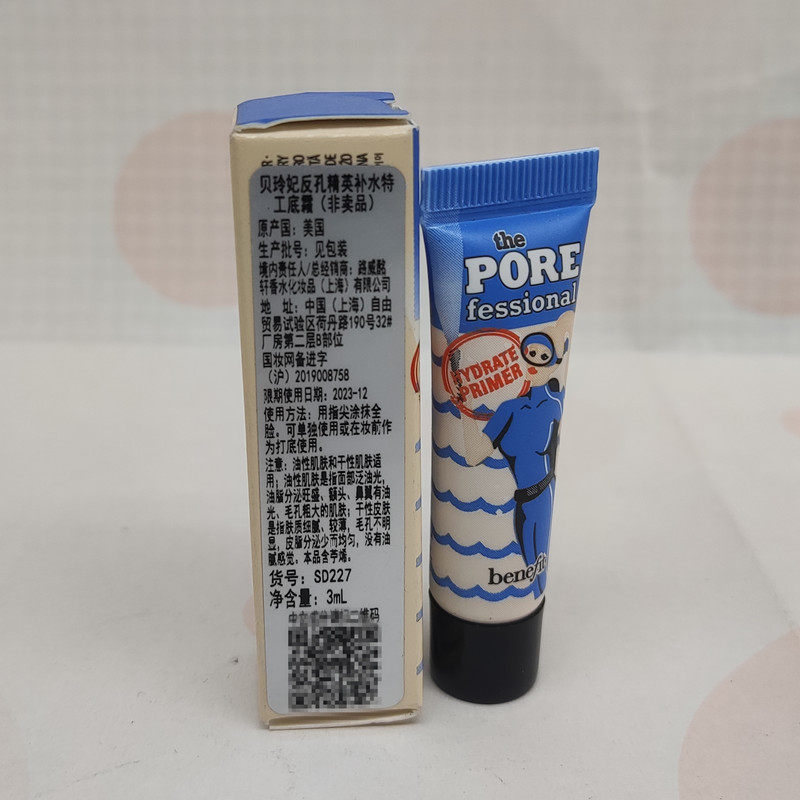 贝玲妃反孔精英补水特
工底霜（非卖品）
原产国：美国
生产批号：见包装
境内责任人/总经销商：路威酩
轩香水化妆品（上海）有限公司
地 址：中国（上海）自由
贸易试验区荷丹路190号32#
厂房第二层B部位
国妆网备进字
（沪）2019008758
限期使用日期：2023-12
使用方法：用指尖涂抹全
脸。可单独使用或在妆前作
为打底使用。
注意：油性肌肤和干性肌肤适
用；油性肌肤是指面部泛油光，
油脂分泌旺盛、额头、鼻翼有油
光、毛孔粗大的肌肤；干性皮肤
是指肤质细腻、较薄，毛孔不明
显，皮脂分泌少而均匀，没有油
腻感觉。本品含苧烯。
货号：SD227
净含量：3mL
the
PORE
fessional
HYDRATE
PRIMER
benefit